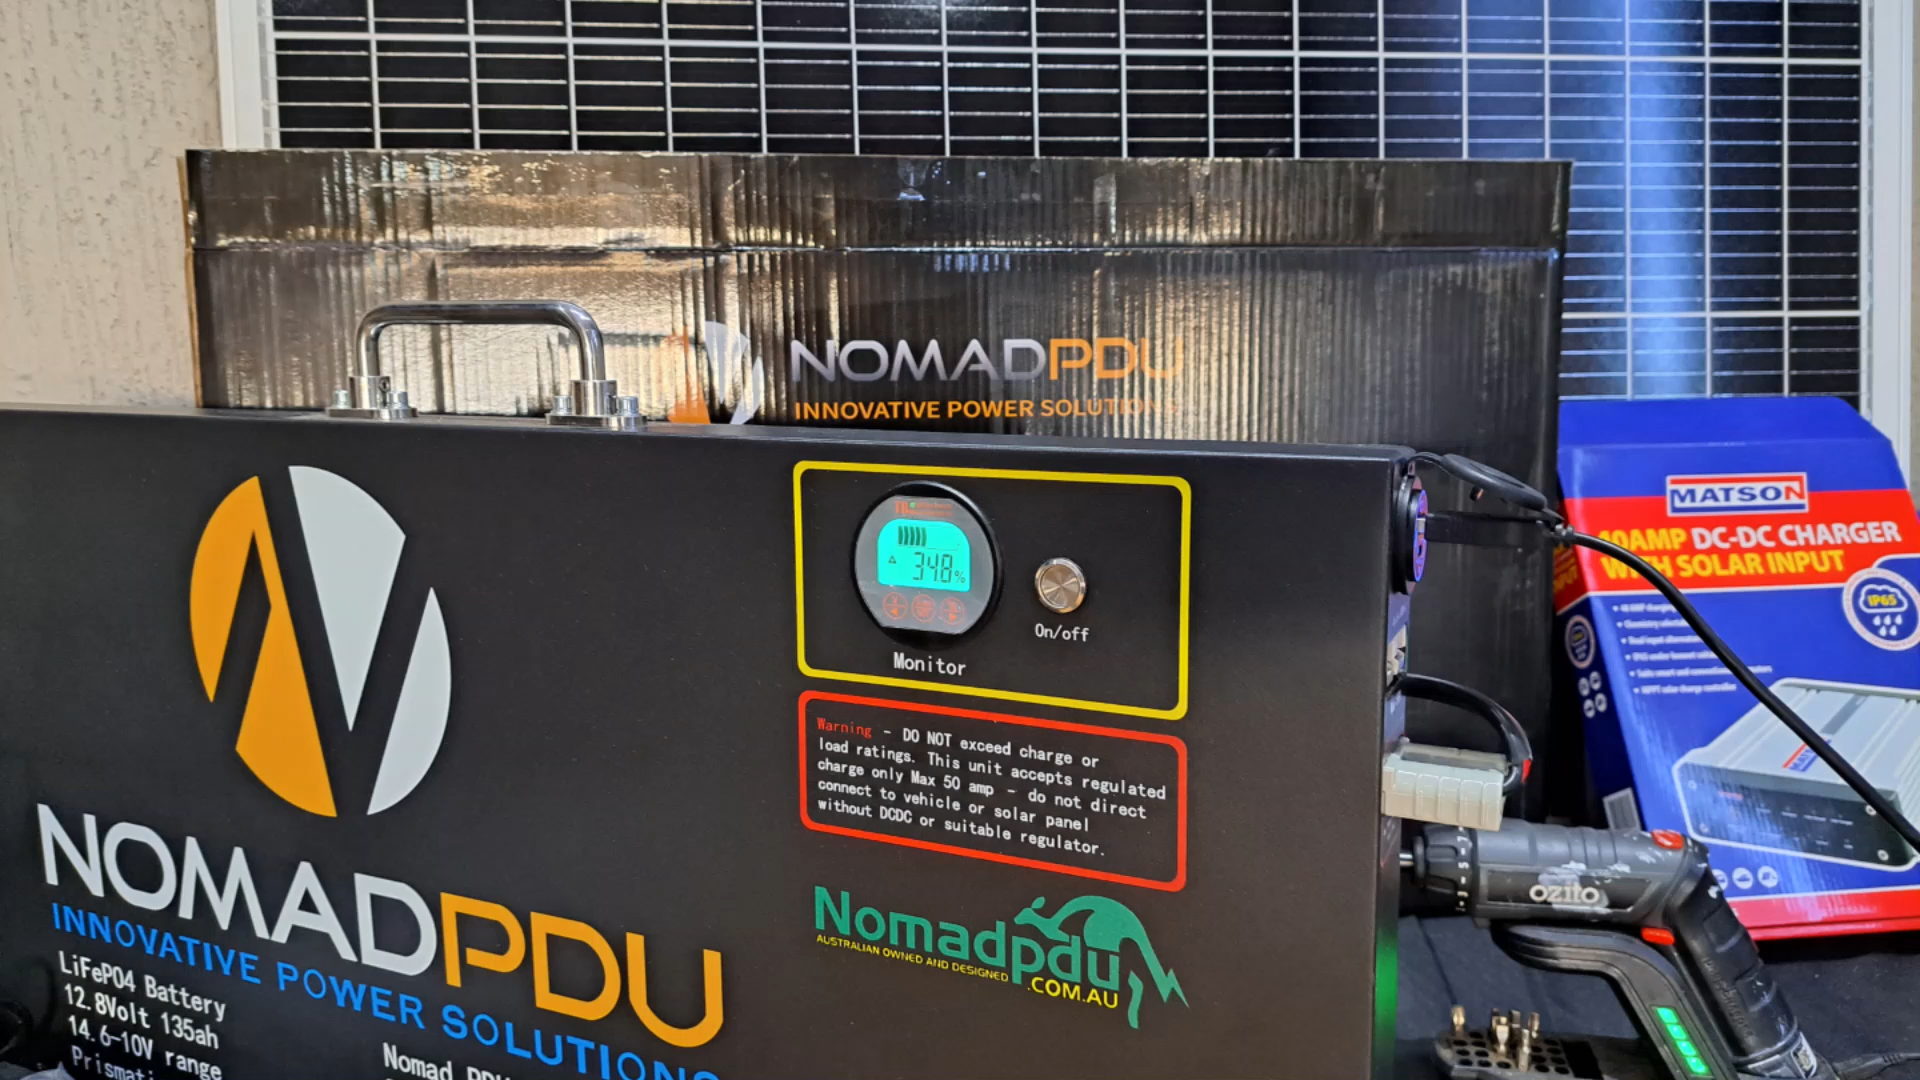 NOMADPDU
INNOVATIVE POWER SOLUTIONS
MATSON
40AMP DC-DC CHARGER
WITH SOLAR INPUT
IP65
34.8%
Monitor
On/off
Warning - DO NOT exceed charge or
load ratings. This unit accepts regulated
charge only Max 50 amp - do not direct
connect to vehicle or solar panel
without DCDC or suitable regulator.
Nomadpdu
AUSTRALIAN OWNED AND DESIGNED
.COM.AU
NOMADPDU
INNOVATIVE POWER SOLUTIONS
LiFePO4 Battery
12.8Volt 135ah
14.6-10V range
Nomad
ozito